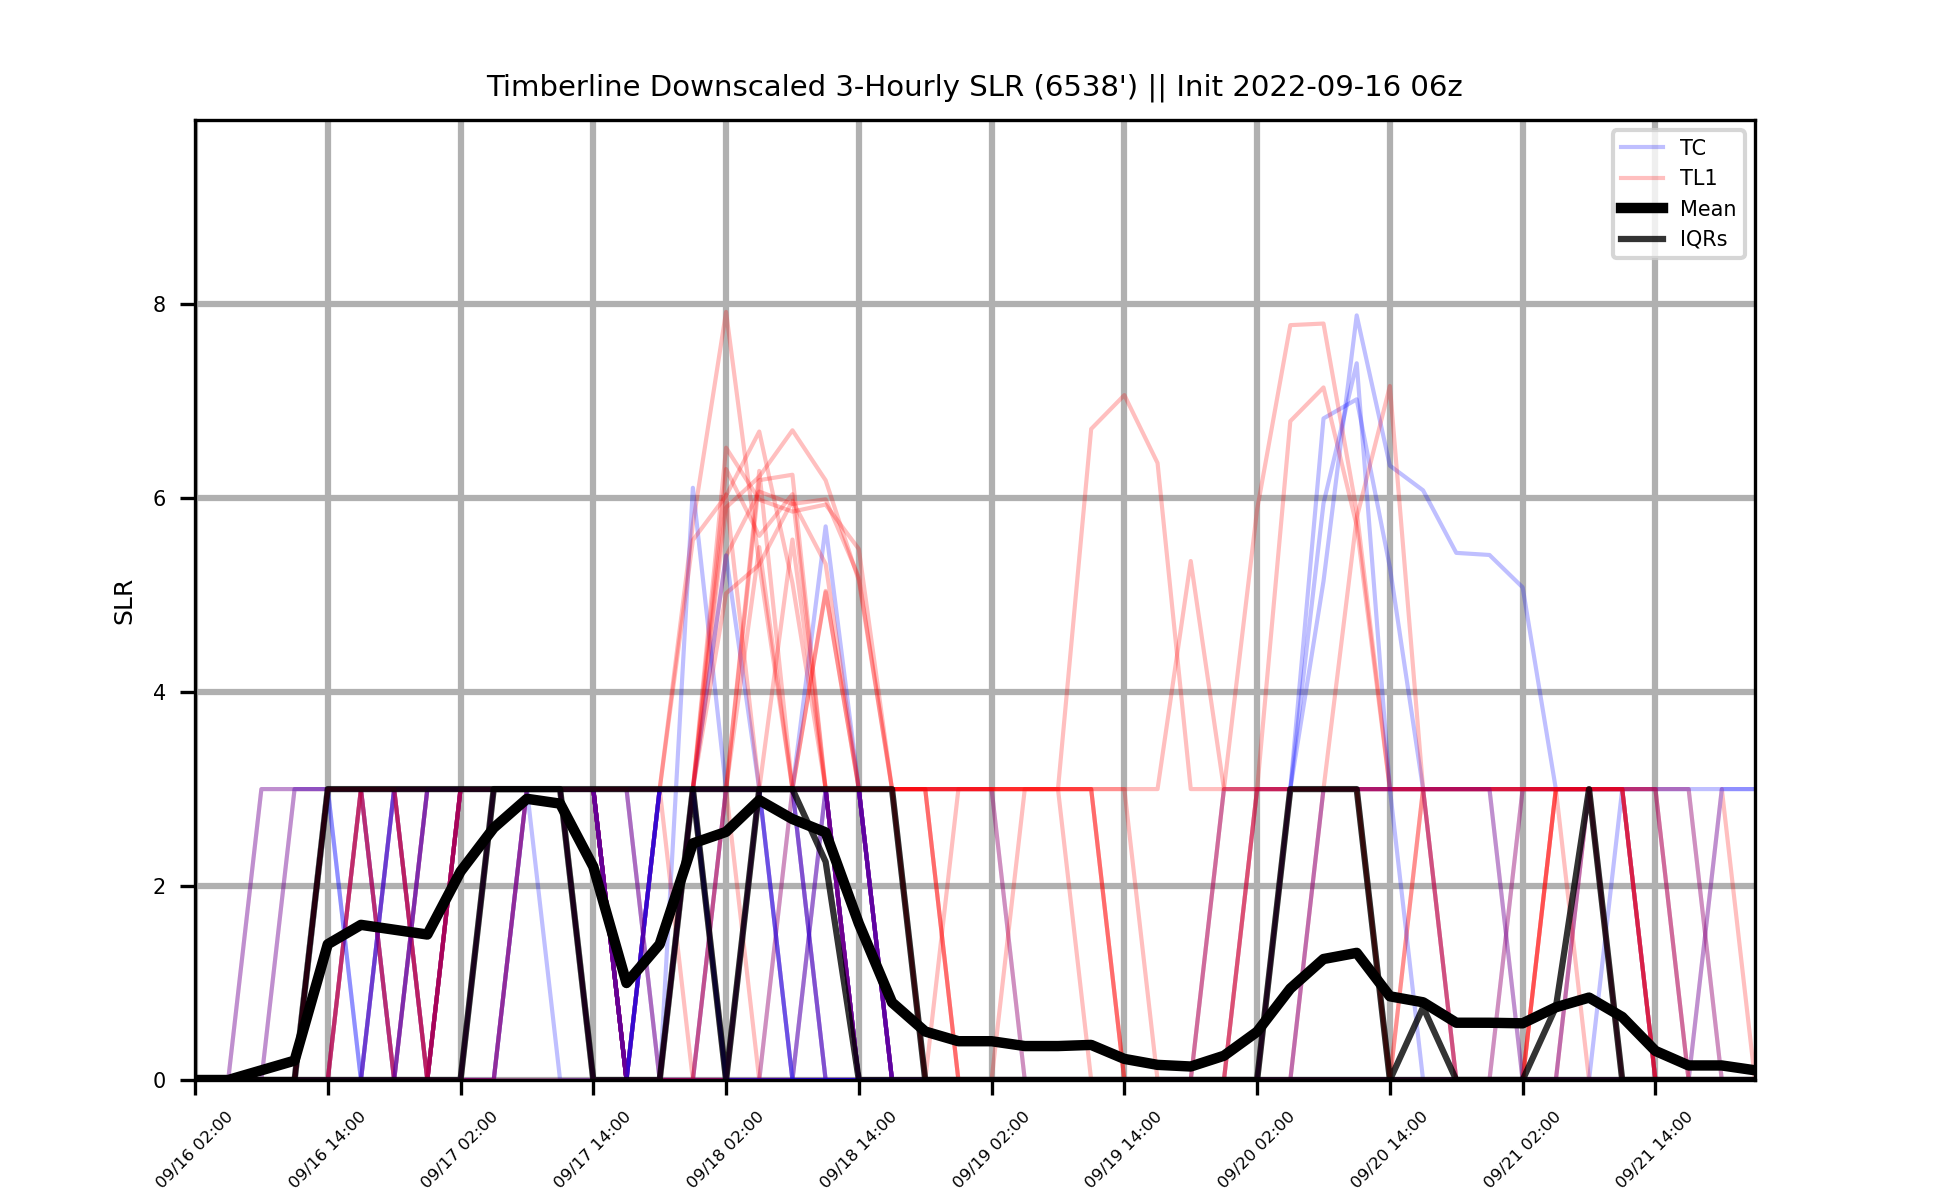 Timberline Downscaled 3-Hourly SLR (6538') || Init 2022-09-16 06z
TC
TL1
Mean
IQRs
SLR
8
6
4
2
0
09/16 02:00
09/16 14:00
09/17 02:00
09/17 14:00
09/18 02:00
09/18 14:00
09/19 02:00
09/19 14:00
09/20 02:00
09/20 14:00
09/21 02:00
09/21 14:00